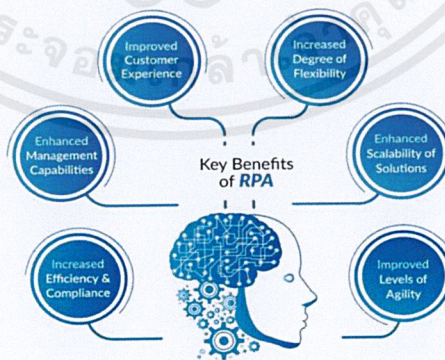 Improved
Customer
Experience
Increased
Degree of
Flexibility
Enhanced
Management
Capabilities
Key Benefits
of RPA
Enhanced
Scalability of
Solutions
Increased
Efficiency &
Compliance
Improved
Levels of
Agility